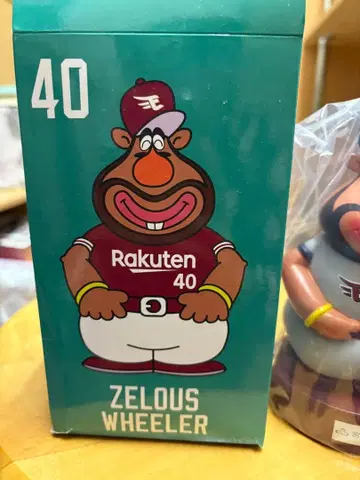 40
Rakuten
40
ZELOUS
WHEELER